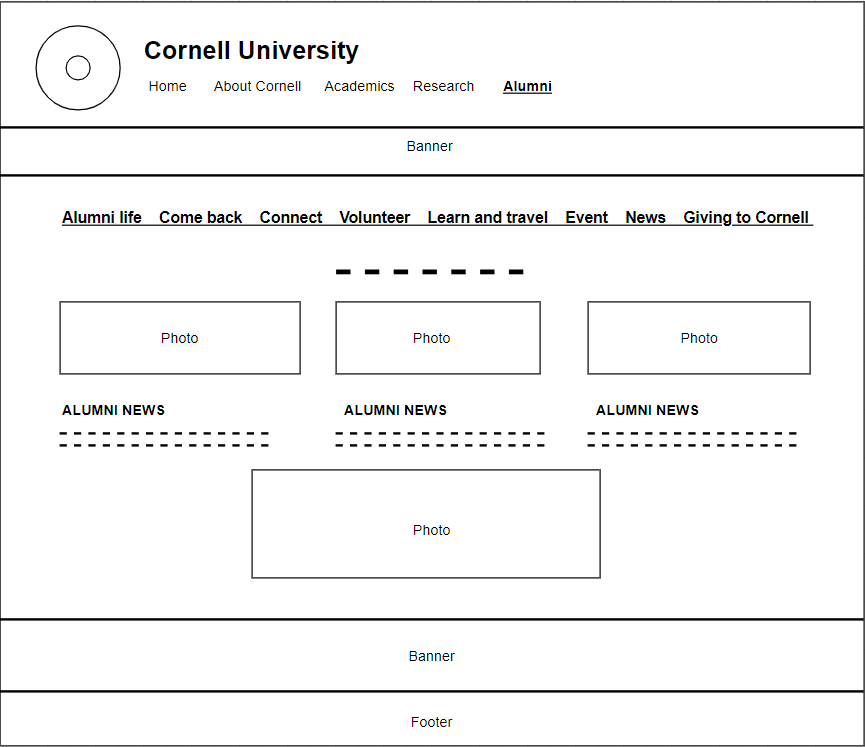 Cornell University
Home About Cornell Academics Research Alumni
Banner
Alumni life Come back Connect Volunteer Learn and travel Event News Giving to Cornell
Photo Photo Photo
ALUMNI NEWS ALUMNI NEWS ALUMNI NEWS
Photo
Banner
Footer